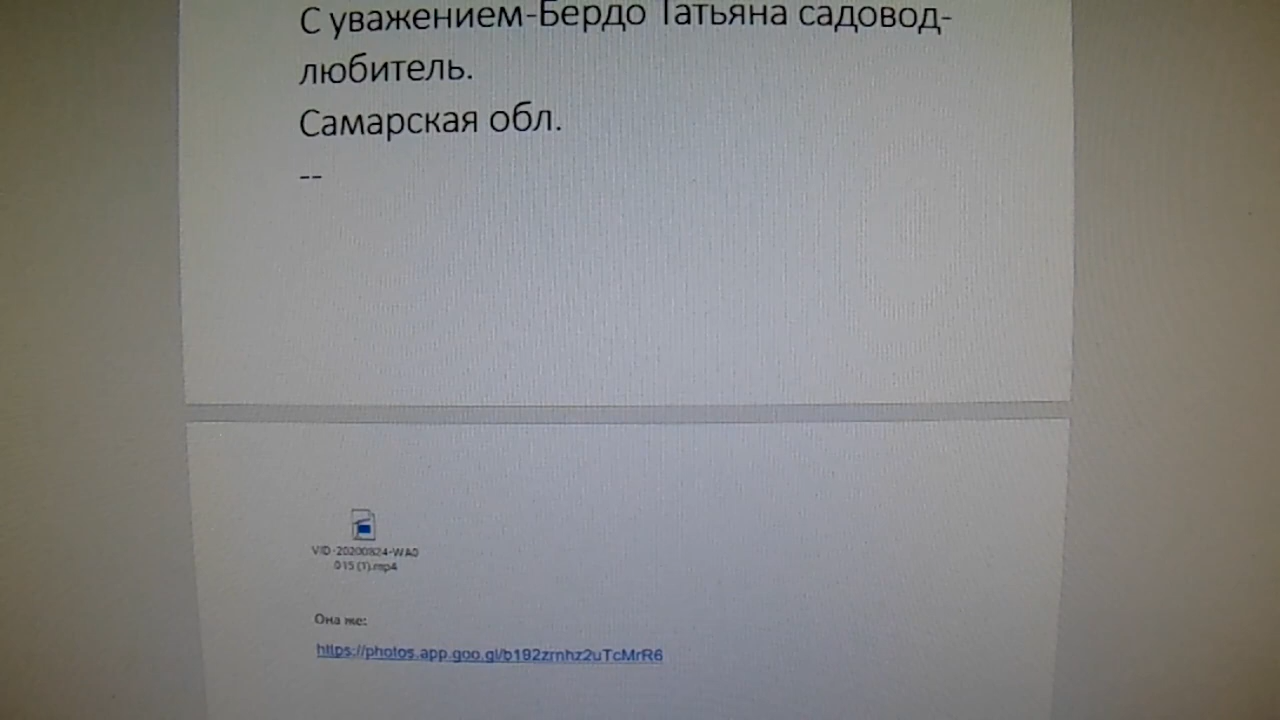 С уважением-Бердо Татьяна садовод-
любитель.
Самарская обл.
--
VID-20200824-WA0
015 (1).mp4
Она же:
https://photos.app.goo.gl/b192zmhz2uTcMrR6